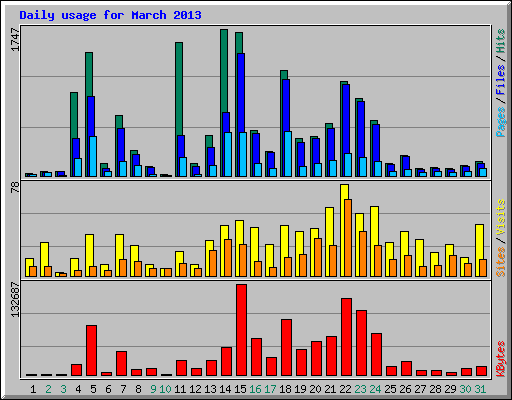 Daily usage for March 2013
1747
Pages / Files / Hits
78
Sites / Visits
132687
KBytes
1 2 3 4 5 6 7 8 9 10 11 12 13 14 15 16 17 18 19 20 21 22 23 24 25 26 27 28 29 30 31